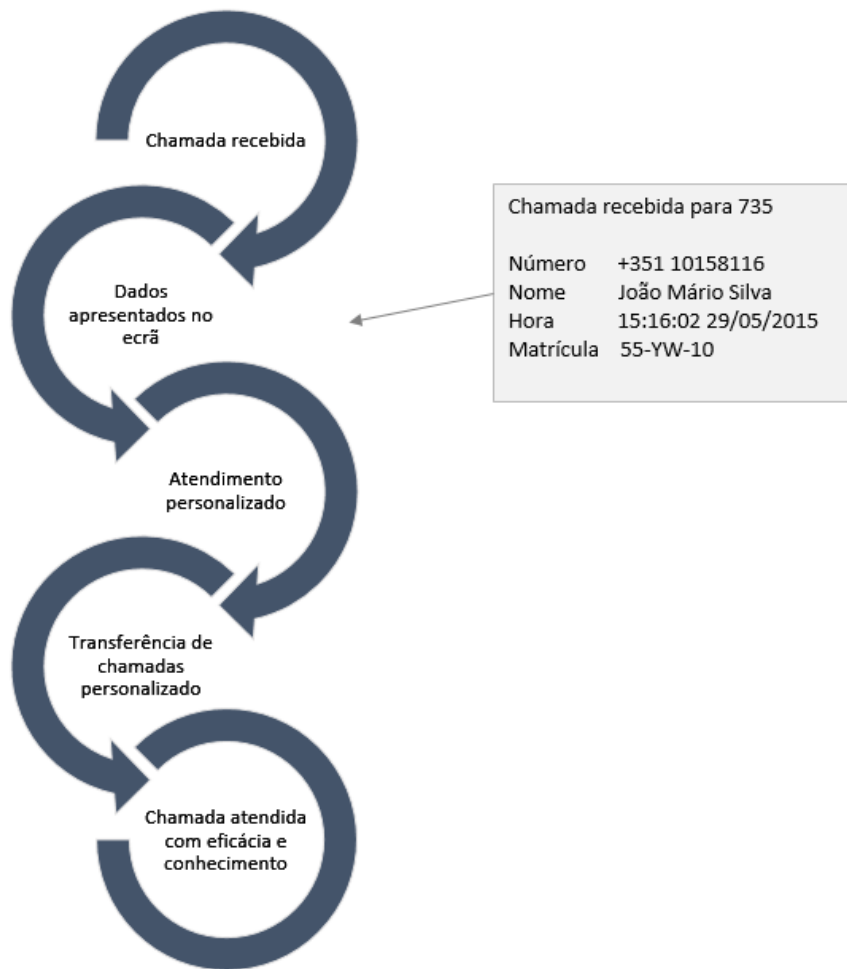 Chamada recebida
Chamada recebida para 735
Número +351 10158116
Nome João Mário Silva
Hora 15:16:02 29/05/2015
Matrícula 55-YW-10
Dados
apresentados no
ecrã
Atendimento
personalizado
Transferência de
chamadas
personalizado
Chamada atendida
com eficácia e
conhecimento